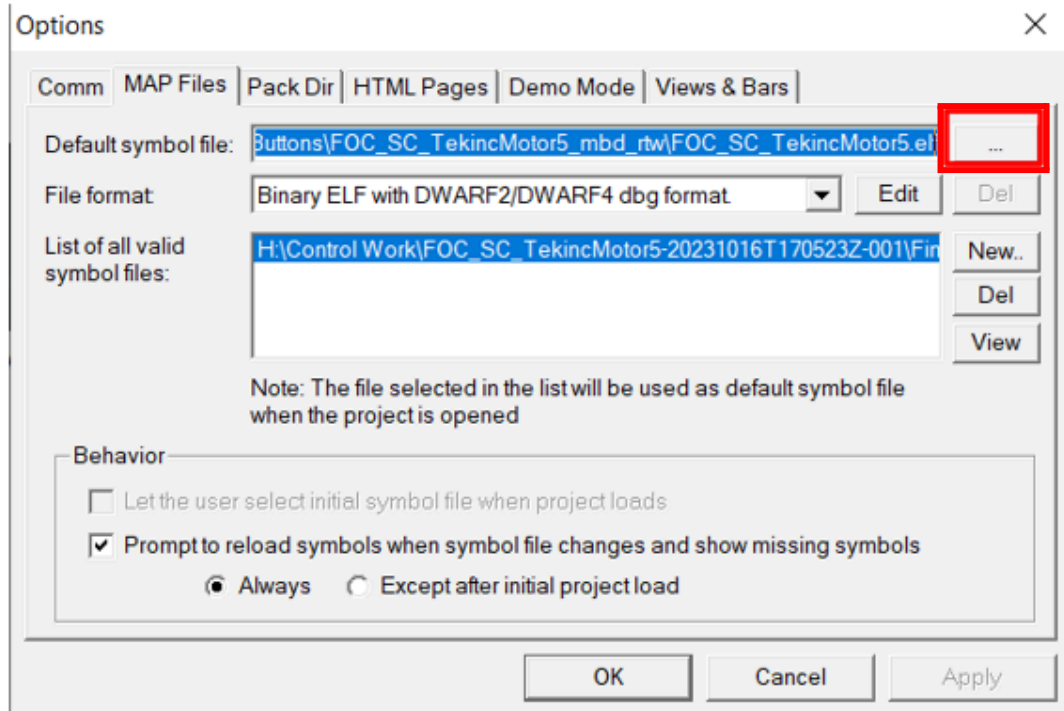 Options
Comm MAP Files Pack Dir HTML Pages Demo Mode Views & Bars
Default symbol file: Buttons\FOC_SC_TekincMotor5_mbd_rtw\FOC_SC_TekincMotor5.el ...
File format: Binary ELF with DWARF2/DWARF4 dbg format. Edit Del
List of all valid symbol files: H:\Control Work\FOC_SC_TekincMotor5-20231016T170523Z-001\Fin New..
Del
View
Note: The file selected in the list will be used as default symbol file
when the project is opened
Behavior
Let the user select initial symbol file when project loads
Prompt to reload symbols when symbol file changes and show missing symbols
Always Except after initial project load
OK Cancel Apply